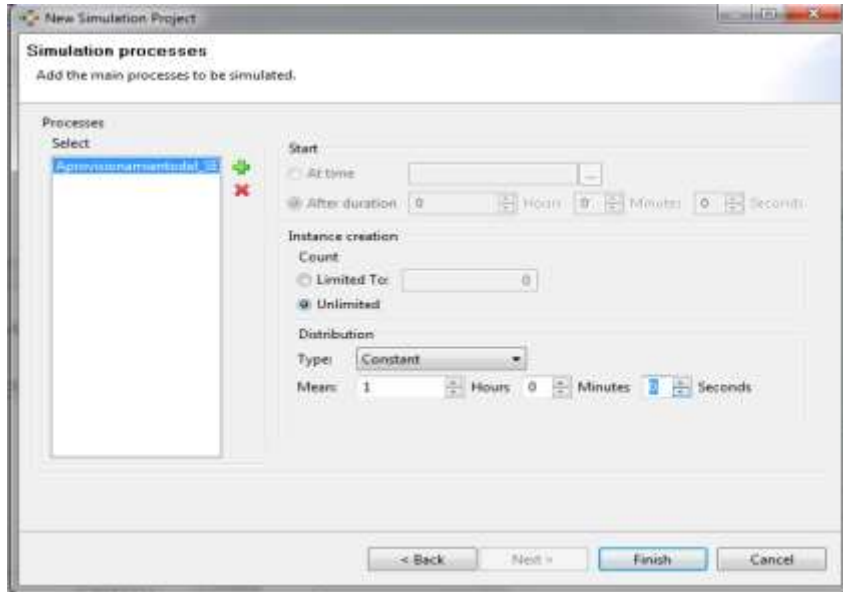 New Simulation Project
Simulation processes
Add the main processes to be simulated.
Processes
Select
Start
At time
...
After duration 0 Hours 0 Minutes 0 Seconds
Instance creation
Count
Limited To: 0
Unlimited
Distribution
Type: Constant
Mean: 1 Hours 0 Minutes 0 Seconds
< Back Next > Finish Cancel